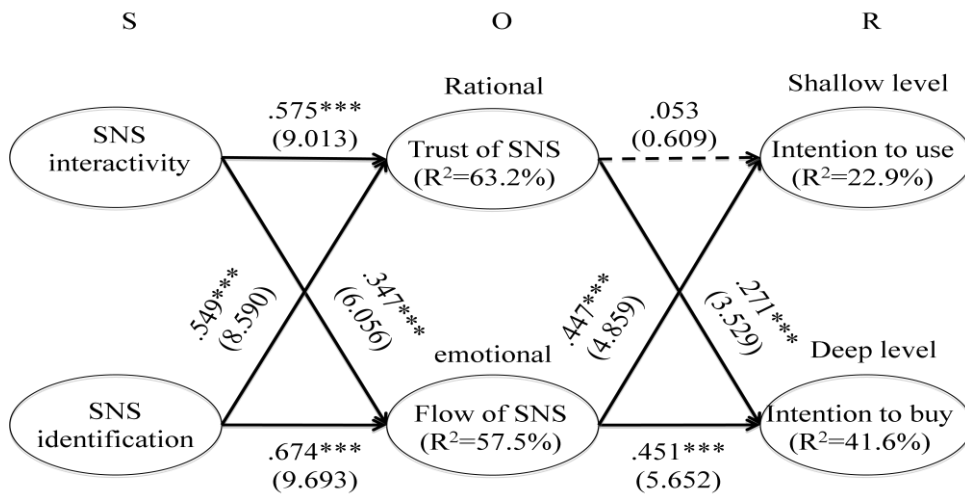 S
O
R
Rational
Shallow level
.575***
(9.013)
.053
(0.609)
SNS
interactivity
Trust of SNS
(R²=63.2%)
Intention to use
(R²=22.9%)
.549***
(8.590)
.347***
(6.056)
.447***
(4.859)
.271***
(3.529)
emotional
Deep level
SNS
identification
Flow of SNS
(R²=57.5%)
Intention to buy
(R²=41.6%)
.674***
(9.693)
.451***
(5.652)